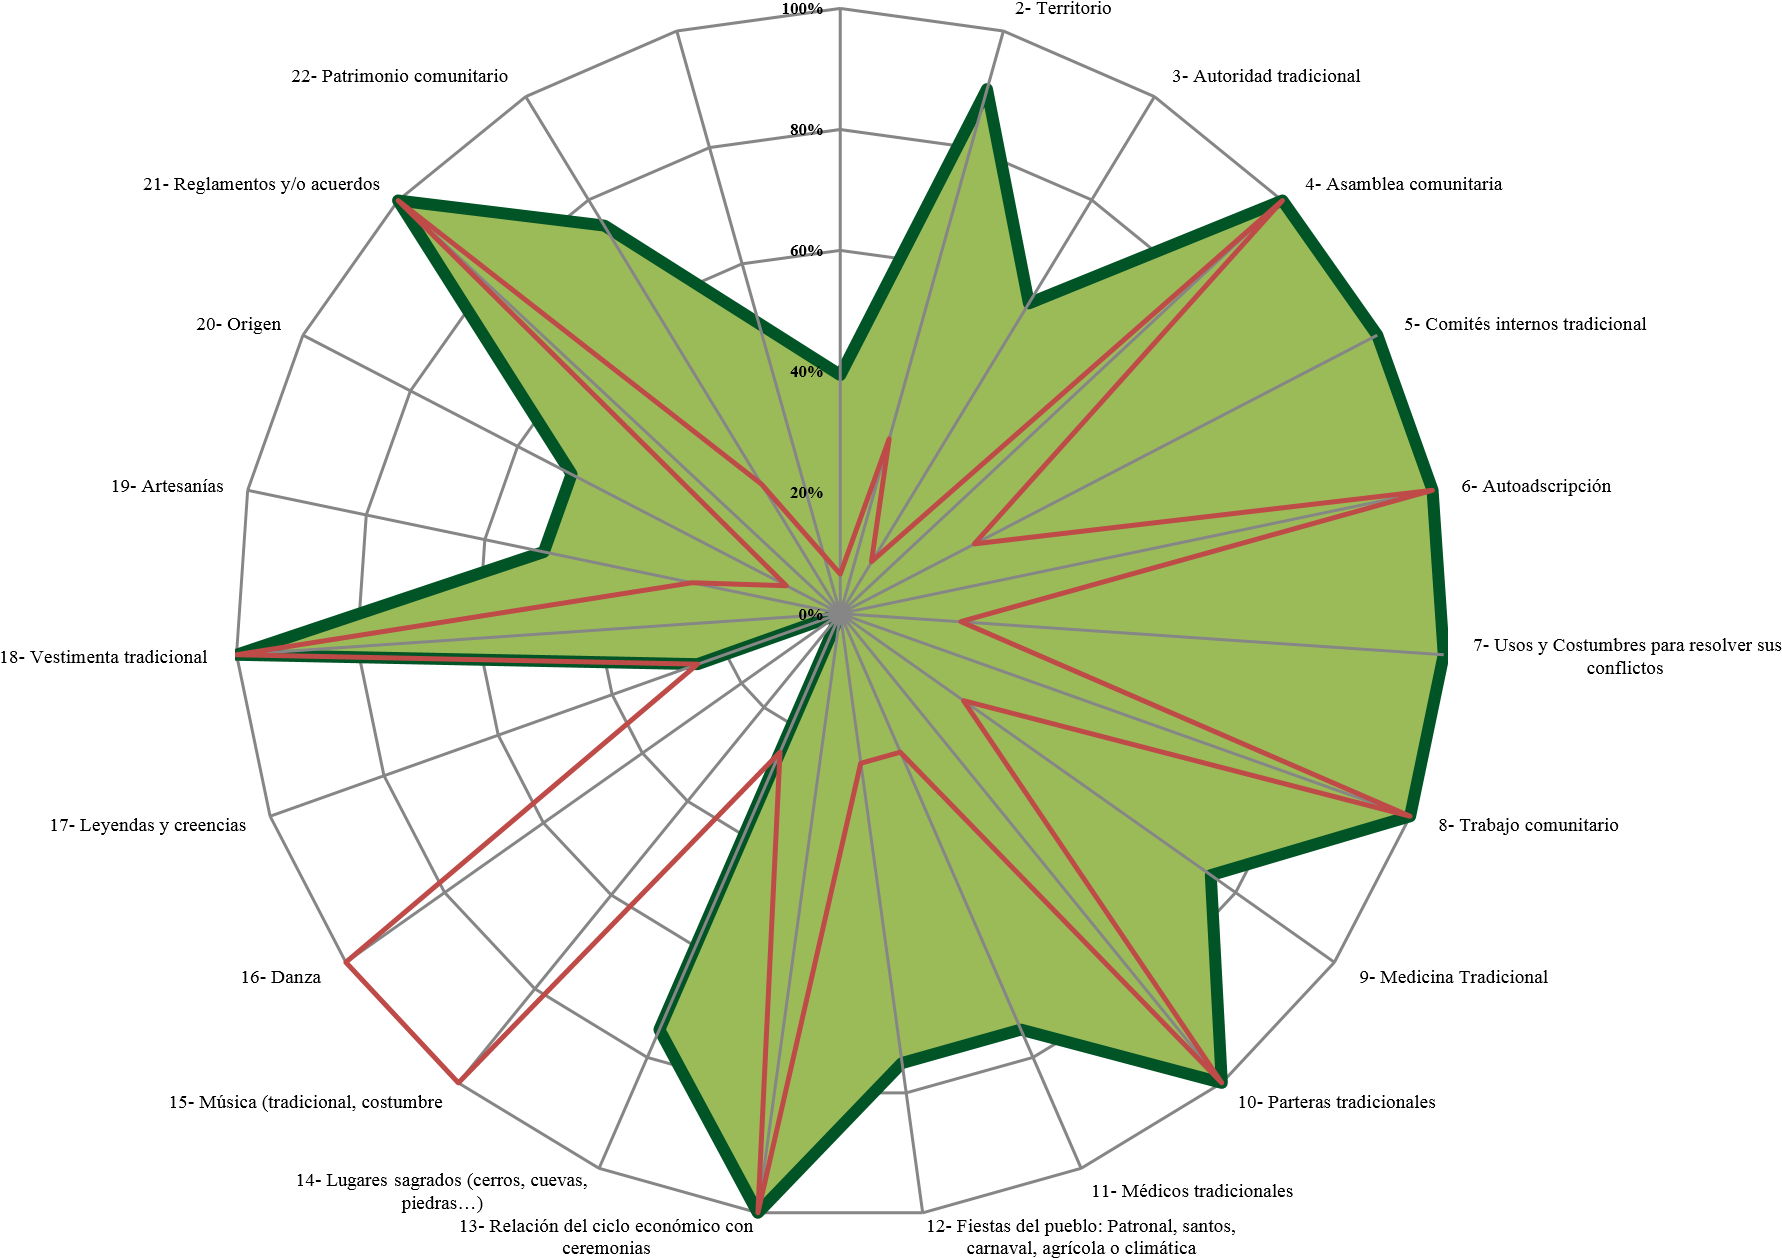 100%
80%
60%
40%
20%
0%
2- Territorio
3- Autoridad tradicional
4- Asamblea comunitaria
5- Comités internos tradicional
6- Autoadscripción
7- Usos y Costumbres para resolver sus
conflictos
8- Trabajo comunitario
9- Medicina Tradicional
10- Parteras tradicionales
11- Médicos tradicionales
12- Fiestas del pueblo: Patronal, santos,
carnaval, agrícola o climática
13- Relación del ciclo económico con
ceremonias
14- Lugares sagrados (cerros, cuevas,
piedras…)
15- Música (tradicional, costumbre
16- Danza
17- Leyendas y creencias
18- Vestimenta tradicional
19- Artesanías
20- Origen
21- Reglamentos y/o acuerdos
22- Patrimonio comunitario